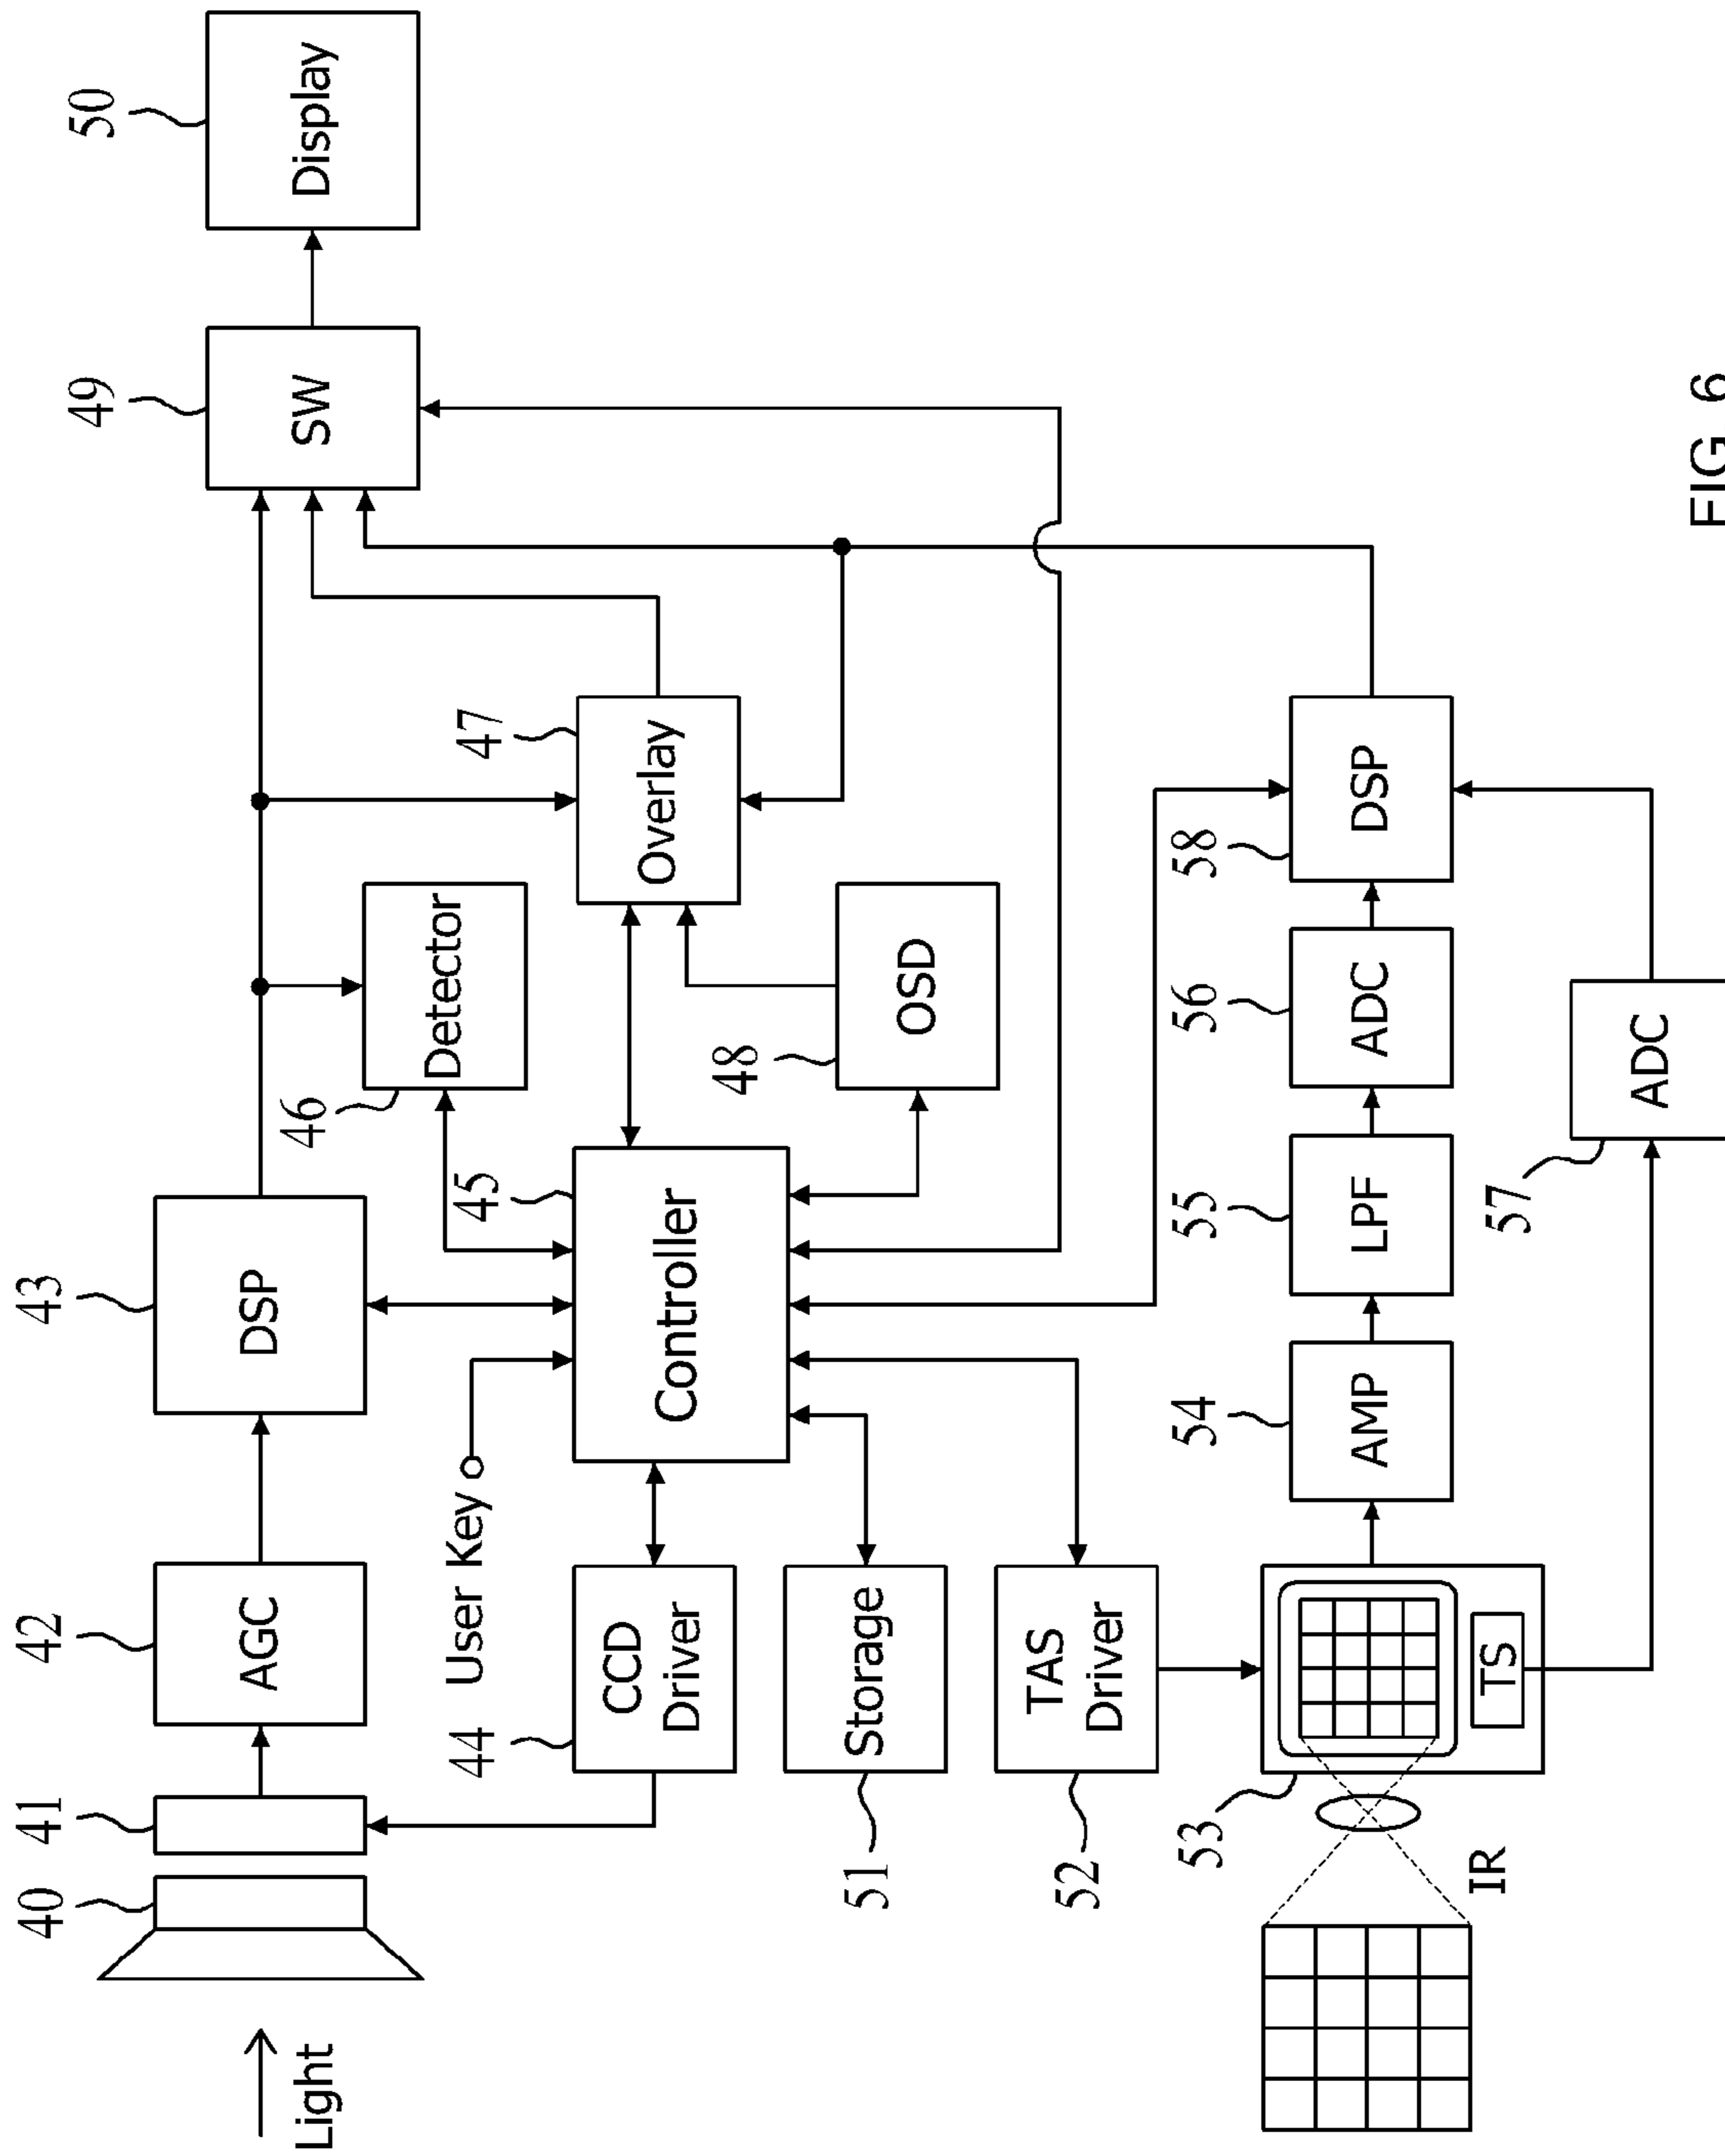 40
41
42
43
49
50
Light
AGC
DSP
SW
Display
46
Detector
User Key
44
CCD
Driver
45
Controller
47
Overlay
51
Storage
48
OSD
52
TAS
Driver
53
IR
TS
54
AMP
55
LPF
56
ADC
58
DSP
57
ADC
FIG 6